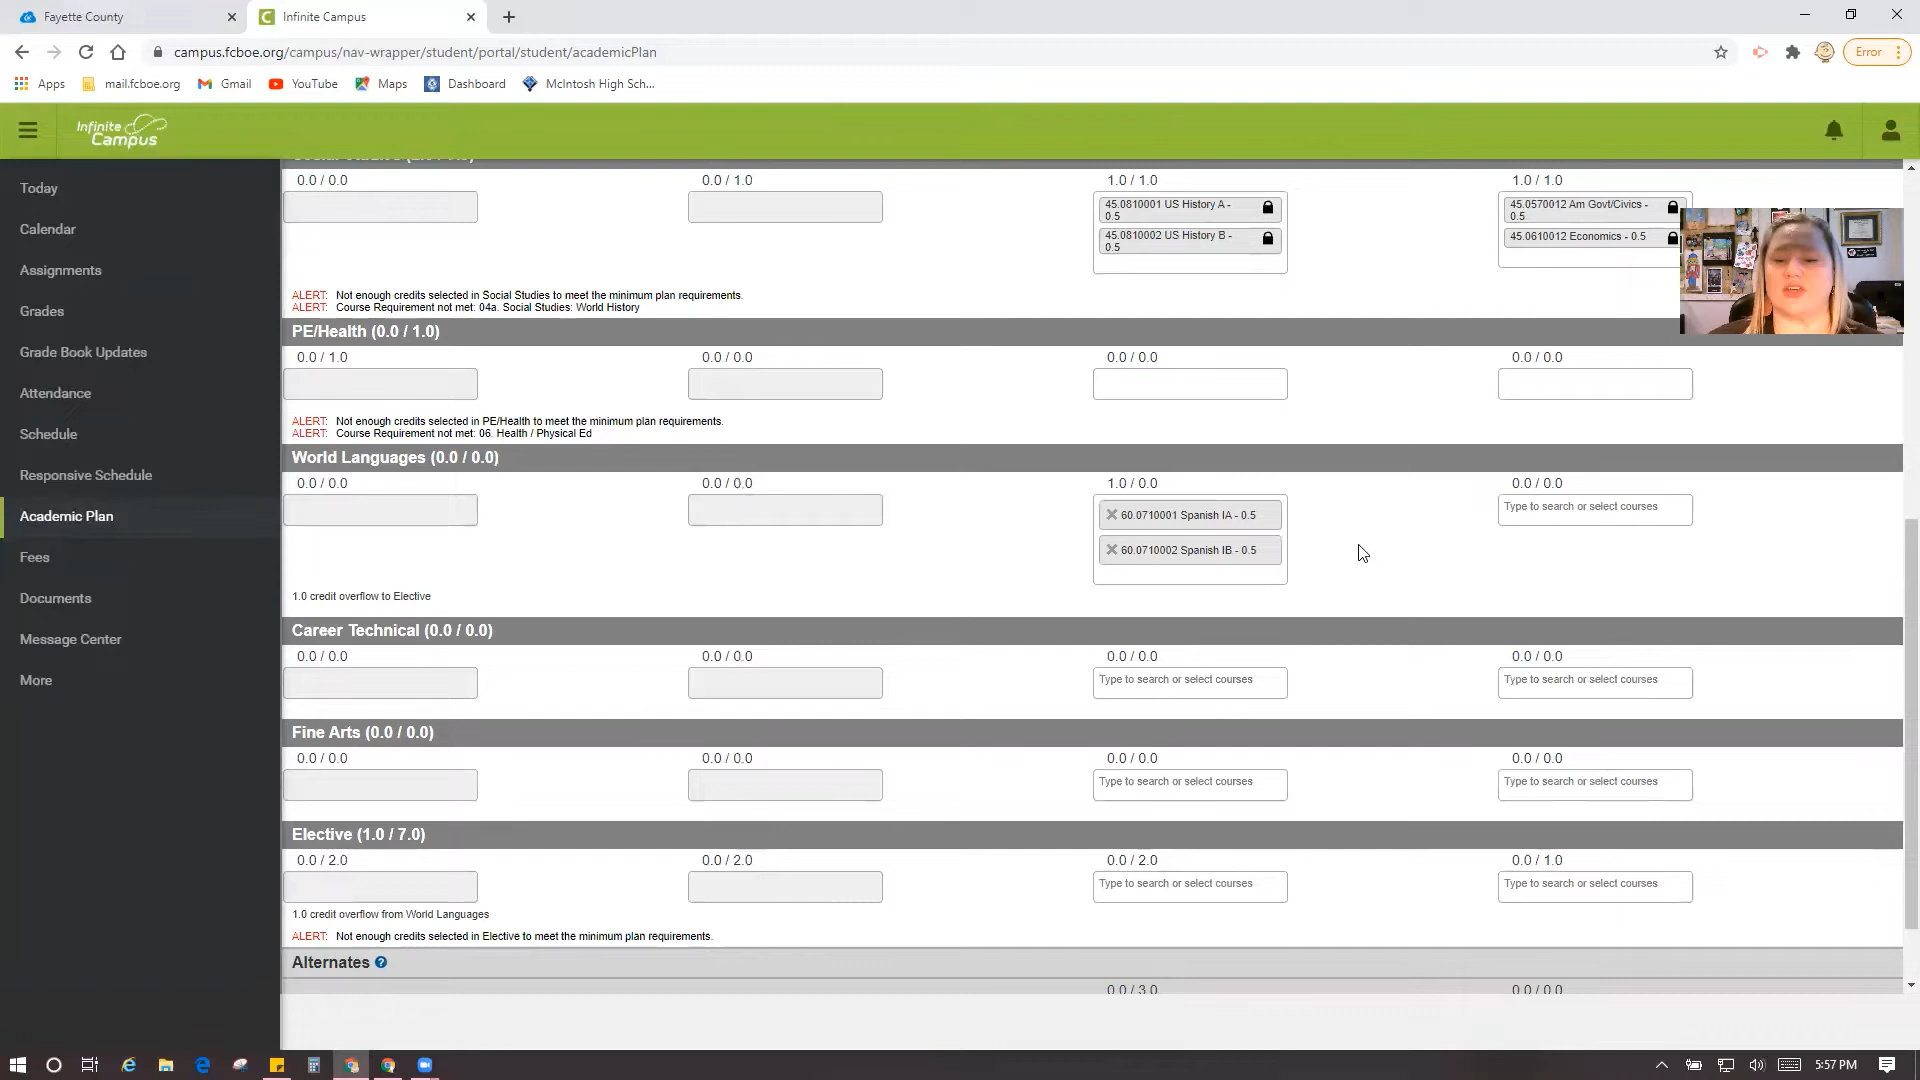 Fayette County
Infinite Campus
campus.fcboe.org/campus/nav-wrapper/student/portal/student/academicPlan
Error
Apps
mail.fcboe.org
Gmail
YouTube
Maps
Dashboard
McIntosh High Sch...
Infinite
Campus
Today
Calendar
Assignments
Grades
Grade Book Updates
Attendance
Schedule
Responsive Schedule
Academic Plan
Fees
Documents
Message Center
More
0.0 / 0.0
0.0 / 1.0
1.0 / 1.0
1.0 / 1.0
45.0810001 US History A -
0.5
45.0810002 US History B -
0.5
45.0570012 Am Govt/Civics -
0.5
45.0610012 Economics - 0.5
ALERT: Not enough credits selected in Social Studies to meet the minimum plan requirements.
ALERT: Course Requirement not met: 04a. Social Studies: World History
PE/Health (0.0 / 1.0)
0.0 / 1.0
0.0 / 0.0
0.0 / 0.0
0.0 / 0.0
ALERT: Not enough credits selected in PE/Health to meet the minimum plan requirements.
ALERT: Course Requirement not met: 06. Health / Physical Ed
World Languages (0.0 / 0.0)
0.0 / 0.0
0.0 / 0.0
1.0 / 0.0
0.0 / 0.0
60.0710001 Spanish IA - 0.5
60.0710002 Spanish IB - 0.5
Type to search or select courses
1.0 credit overflow to Elective
Career Technical (0.0 / 0.0)
0.0 / 0.0
0.0 / 0.0
0.0 / 0.0
0.0 / 0.0
Type to search or select courses
Type to search or select courses
Fine Arts (0.0 / 0.0)
0.0 / 0.0
0.0 / 0.0
0.0 / 0.0
0.0 / 0.0
Type to search or select courses
Type to search or select courses
Elective (1.0 / 7.0)
0.0 / 2.0
0.0 / 2.0
0.0 / 2.0
0.0 / 1.0
Type to search or select courses
Type to search or select courses
1.0 credit overflow from World Languages
ALERT: Not enough credits selected in Elective to meet the minimum plan requirements.
Alternates
0.0 / 3.0
0.0 / 0.0
5:57 PM